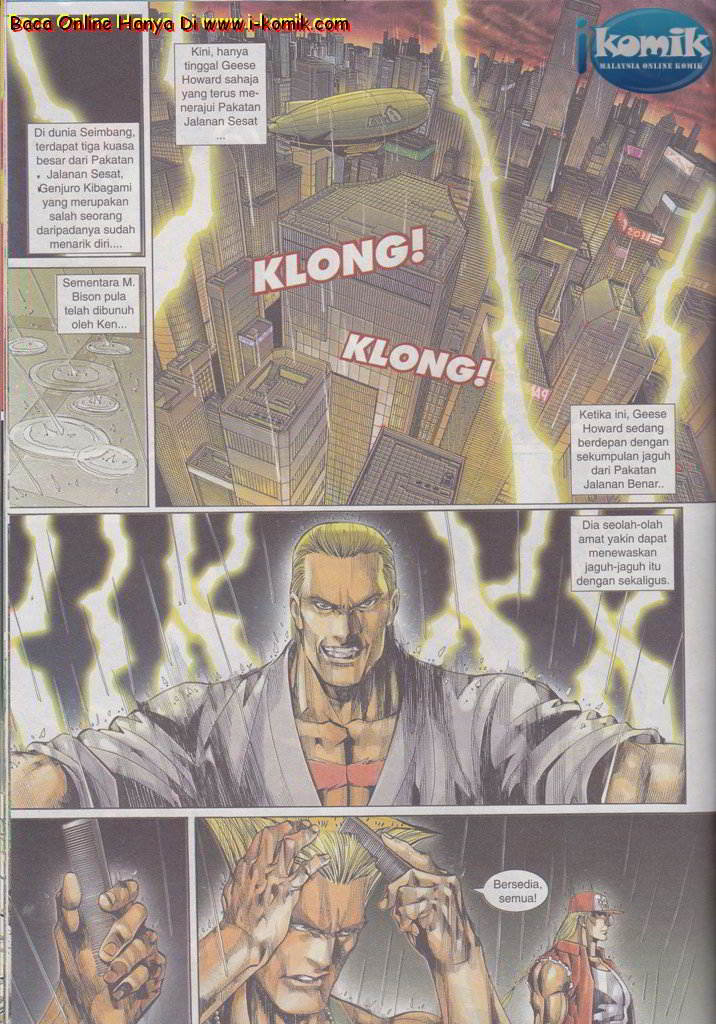 Baca Online Hanya Di www.i-komik.com
i komik
MALAYSIA ONLINE KOMIK
Di dunia Seimbang,
terdapat tiga kuasa
besar dari Pakatan
Jalanan Sesat,
Genjuro Kibagami
yang merupakan
salah seorang
daripadanya sudah
menarik diri....
Kini, hanya
tinggal Geese
Howard sahaja
yang terus me-
nerajui Pakatan
Jalanan Sesat
...
KLONG!
KLONG!
Sementara M.
Bison pula
telah dibunuh
oleh Ken...
Ketika ini, Geese
Howard sedang
berdepan dengan
sekumpulan jaguh
dari Pakatan
Jalanan Benar..
Dia seolah-olah
amat yakin dapat
menewaskan
jaguh-jaguh itu
dengan sekaligus.
Bersedia,
semua!